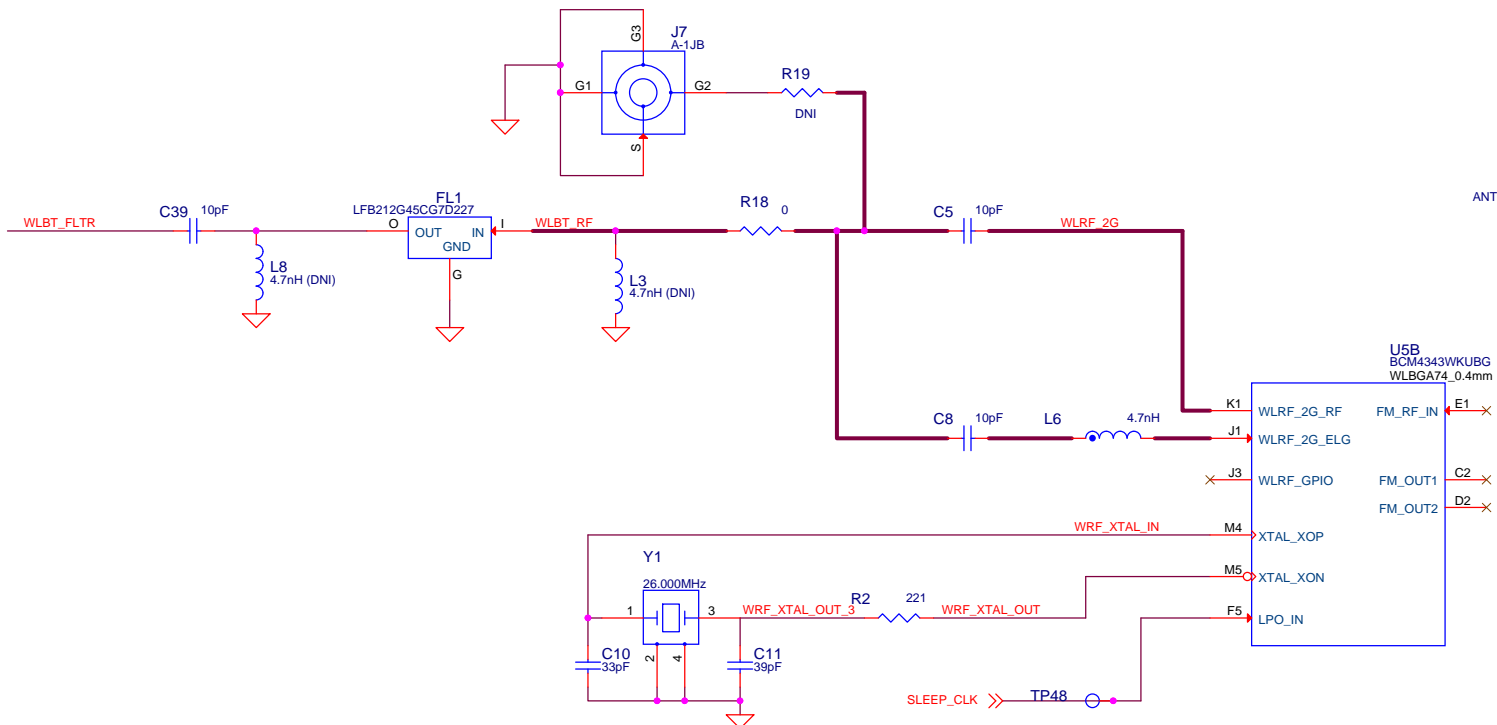 G3
J7
A-1JB
G1
G2
S
R19
DNI
WLBT_FLTR
C39
10pF
L8
4.7nH (DNI)
FL1
LFB212G45CG7D227
O
OUT
IN
GND
I
G
WLBT_RF
L3
4.7nH (DNI)
R18
0
C5
10pF
WLRF_2G
ANT
C8
10pF
L6
4.7nH
U5B
BCM4343WKUBG
WLBGA74_0.4mm
K1
WLRF_2G_RF
FM_RF_IN
E1
J1
WLRF_2G_ELG
J3
WLRF_GPIO
FM_OUT1
C2
FM_OUT2
D2
WRF_XTAL_IN
M4
XTAL_XOP
M5
XTAL_XON
F5
LPO_IN
Y1
26.000MHz
1
3
2
4
WRF_XTAL_OUT_3
R2
221
WRF_XTAL_OUT
C10
33pF
C11
39pF
SLEEP_CLK
TP48